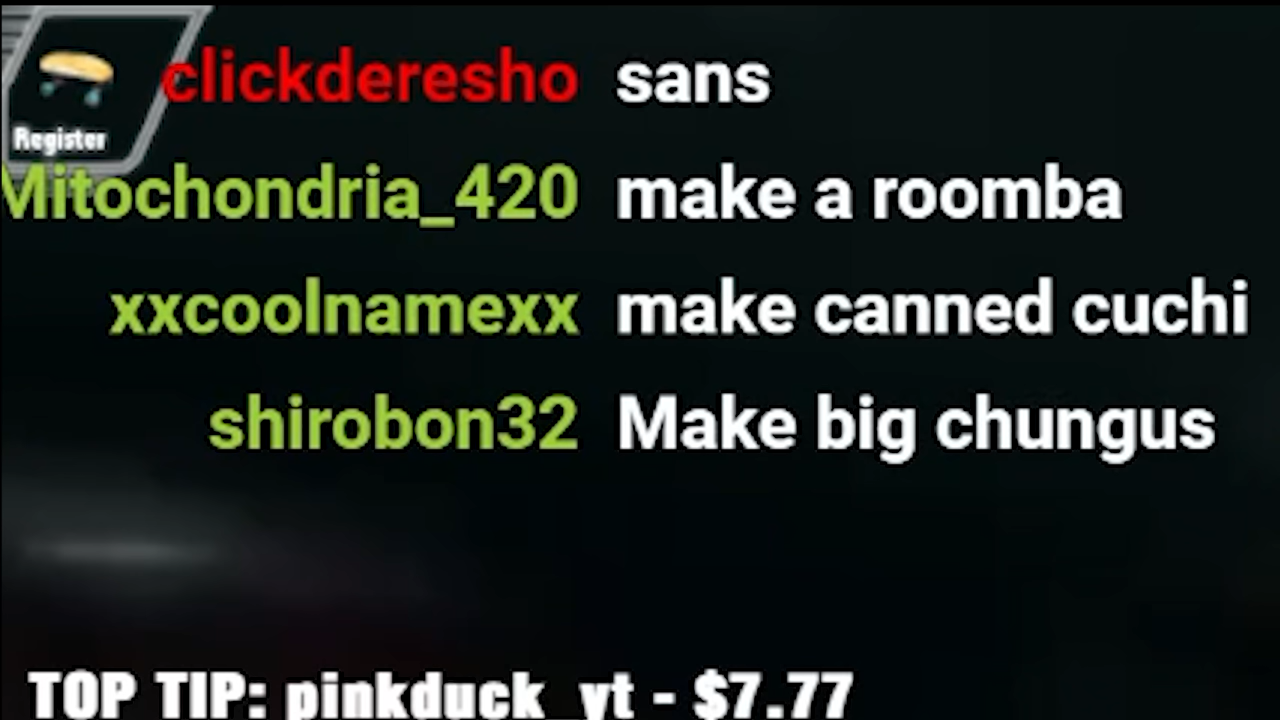 clickderesho sans
Register
Mitochondria_420 make a roomba
xxcoolnamexx make canned cuchi
shirobon32 Make big chungus
TOP TIP: pinkduck_yt - $7.77